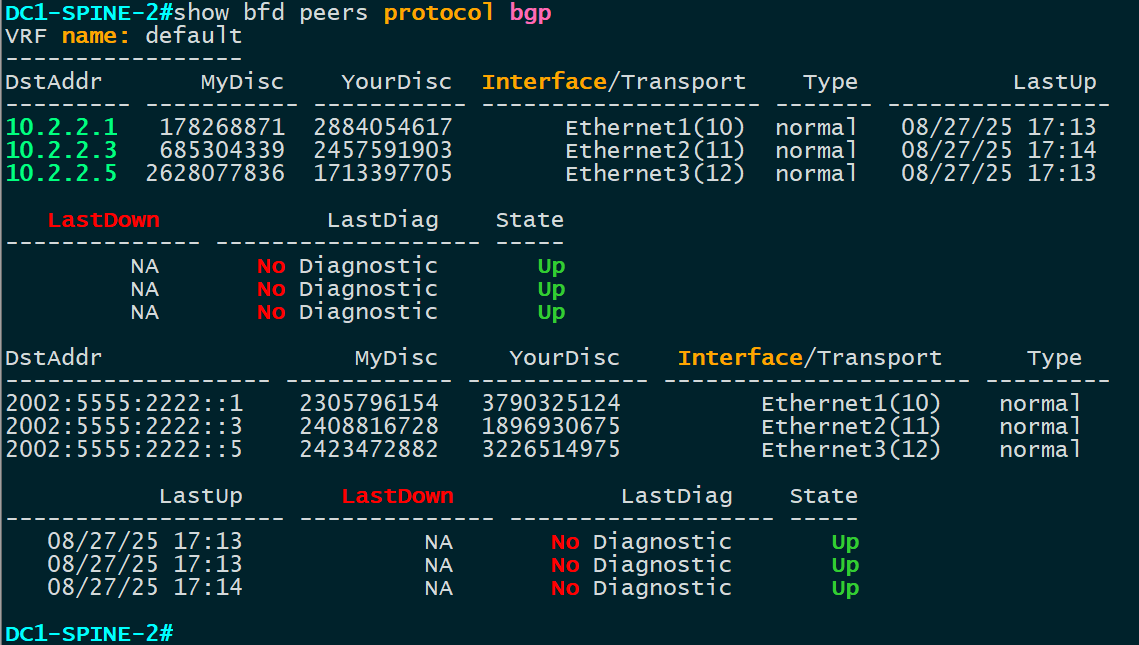 DC1-SPINE-2#show bfd peers protocol bgp
VRF name: default
-----------------
DstAddr       MyDisc    YourDisc  Interface/Transport    Type          LastUp
--------- ----------- ----------- -------------------- ------- ----------------
10.2.2.1   178268871  2884054617        Ethernet1(10)  normal   08/27/25 17:13
10.2.2.3   685304339  2457591903        Ethernet2(11)  normal   08/27/25 17:14
10.2.2.5  2628077836  1713397705        Ethernet3(12)  normal   08/27/25 17:13
   LastDown            LastDiag    State
-------------- ------------------- -----
         NA       No Diagnostic       Up
         NA       No Diagnostic       Up
         NA       No Diagnostic       Up
DstAddr                  MyDisc     YourDisc    Interface/Transport      Type
------------------- ------------ ------------- ---------------------- ---------
2002:5555:2222::1    2305796154   3790325124          Ethernet1(10)    normal
2002:5555:2222::3    2408816728   1896930675          Ethernet2(11)    normal
2002:5555:2222::5    2423472882   3226514975          Ethernet3(12)    normal
           LastUp       LastDown            LastDiag    State
-------------------- -------------- ------------------- -----
   08/27/25 17:13             NA       No Diagnostic       Up
   08/27/25 17:13             NA       No Diagnostic       Up
   08/27/25 17:14             NA       No Diagnostic       Up
DC1-SPINE-2#